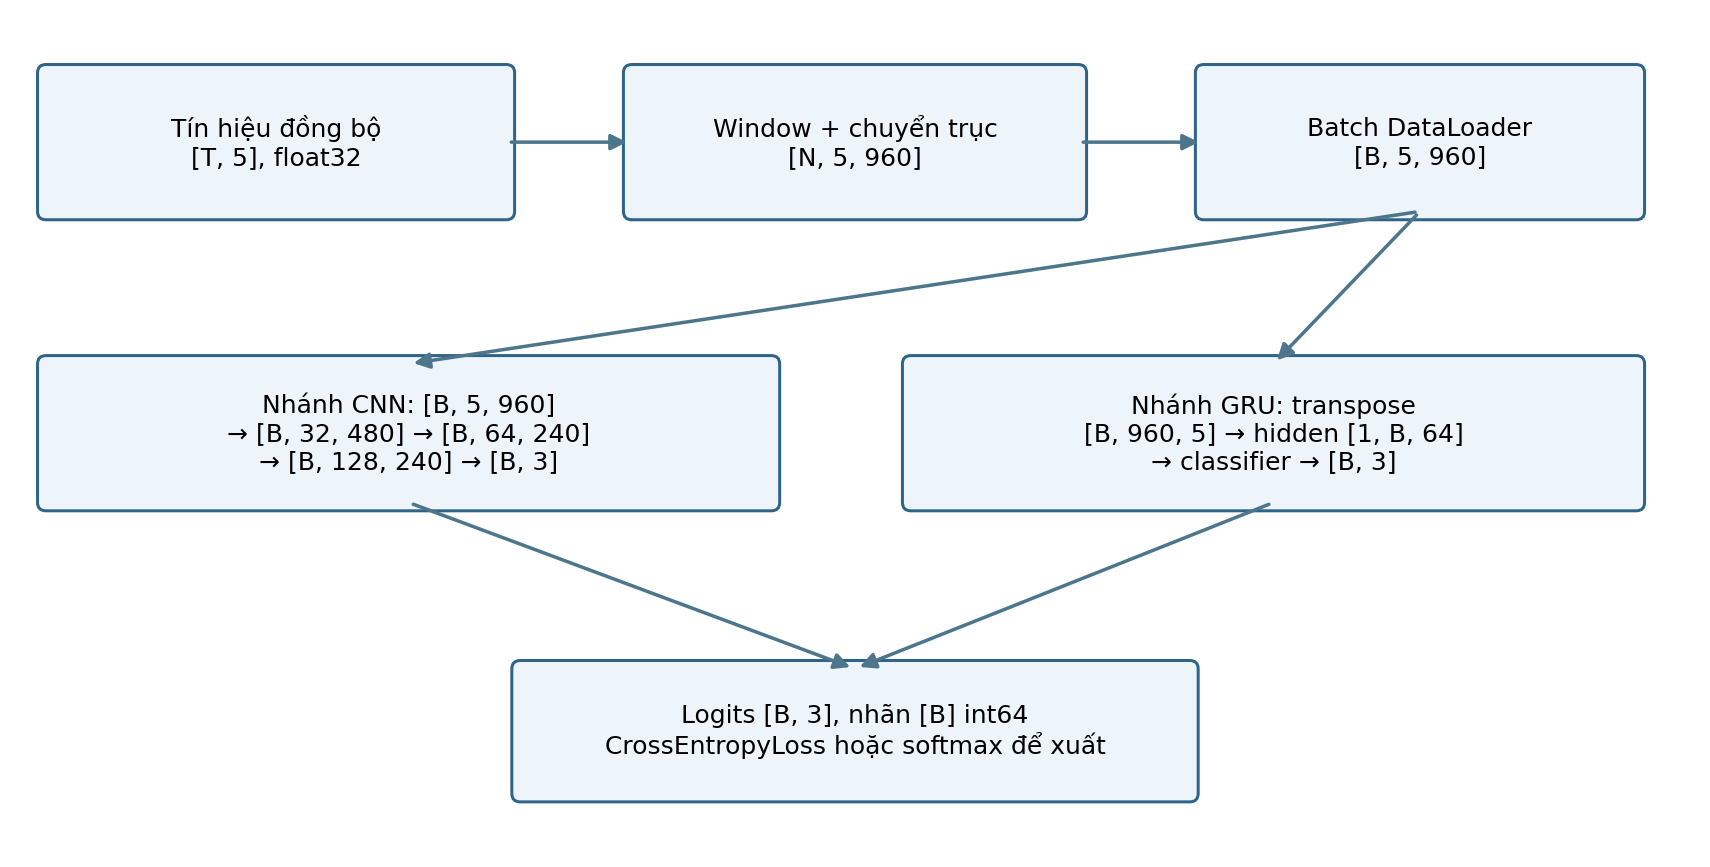 Tín hiệu đồng bộ
[T, 5], float32
Window + chuyển trục
[N, 5, 960]
Batch DataLoader
[B, 5, 960]
Nhánh CNN: [B, 5, 960]
→ [B, 32, 480] → [B, 64, 240]
→ [B, 128, 240] → [B, 3]
Nhánh GRU: transpose
[B, 960, 5] → hidden [1, B, 64]
→ classifier → [B, 3]
Logits [B, 3], nhãn [B] int64
CrossEntropyLoss hoặc softmax để xuất